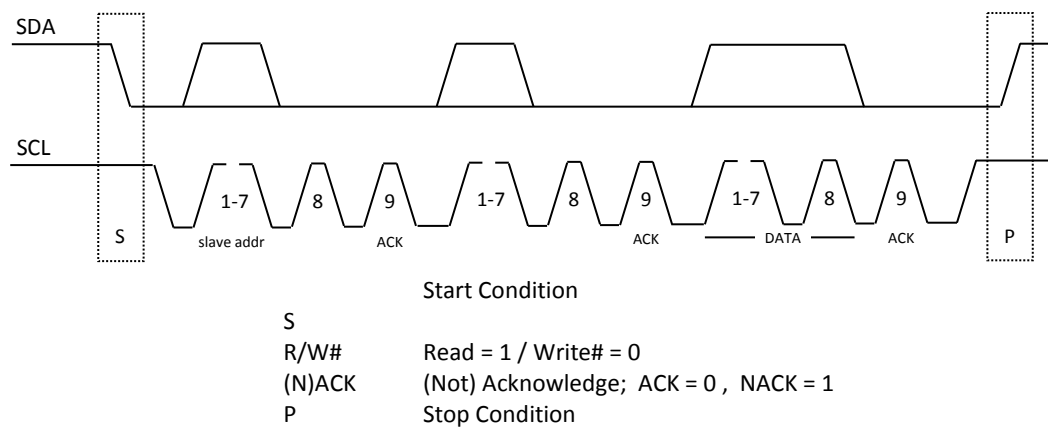 SDA
SCL
1-7 8 9 1-7 8 9 1-7 8 9
S slave addr ACK ACK DATA ACK P
Start Condition
S
R/W# Read = 1 / Write# = 0
(N)ACK (Not) Acknowledge; ACK = 0 , NACK = 1
P Stop Condition